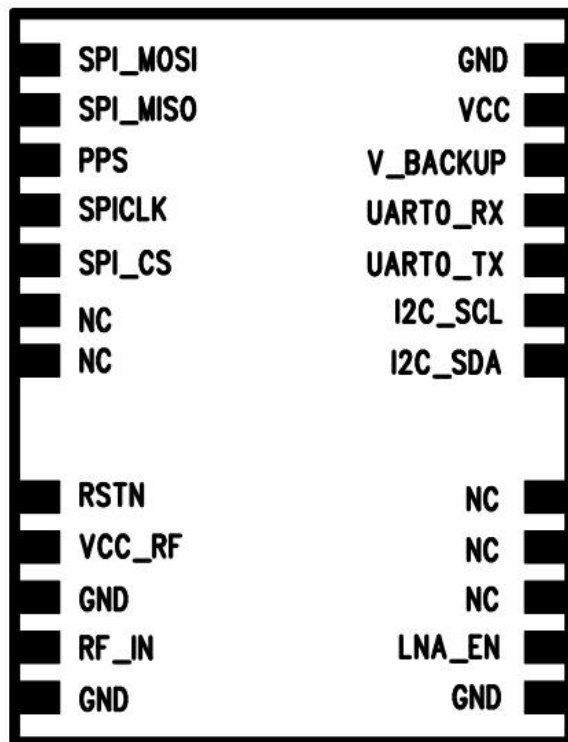 SPI_MOSI GND
SPI_MISO VCC
PPS V_BACKUP
SPICLK UART0_RX
SPI_CS UART0_TX
NC I2C_SCL
NC I2C_SDA
RSTN NC
VCC_RF NC
GND NC
RF_IN LNA_EN
GND GND